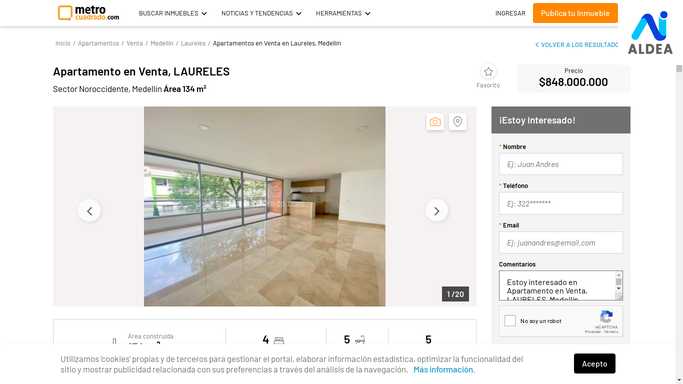 metro
cuadrado.com
BUSCAR INMUEBLES
NOTICIAS Y TENDENCIAS
HERRAMIENTAS
INGRESAR
Publica tu Inmueble
ALDEA
Inicio / Apartamentos / Venta / Medellín / Laureles / Apartamentos en Venta en Laureles, Medellín
< VOLVER A LOS RESULTADO
Apartamento en Venta, LAURELES
Sector Noroccidente, Medellín Área 134 m²
Favorito
Precio
$848.000.000
1 / 20
¡Estoy Interesado!
* Nombre
Ej: Juan Andres
* Teléfono
Ej: 322*******
* Email
Ej: juanandres@email.com
Comentarios
Estoy interesado en
Apartamento en Venta,
LAURELES, Medellín
No soy un robot
reCAPTCHA
Privacidad - Términos
Área construida
4
5
5
Utilizamos 'cookies' propias y de terceros para gestionar el portal, elaborar información estadística, optimizar la funcionalidad del
sitio y mostrar publicidad relacionada con sus preferencias a través del análisis de la navegación. Más información.
Acepto